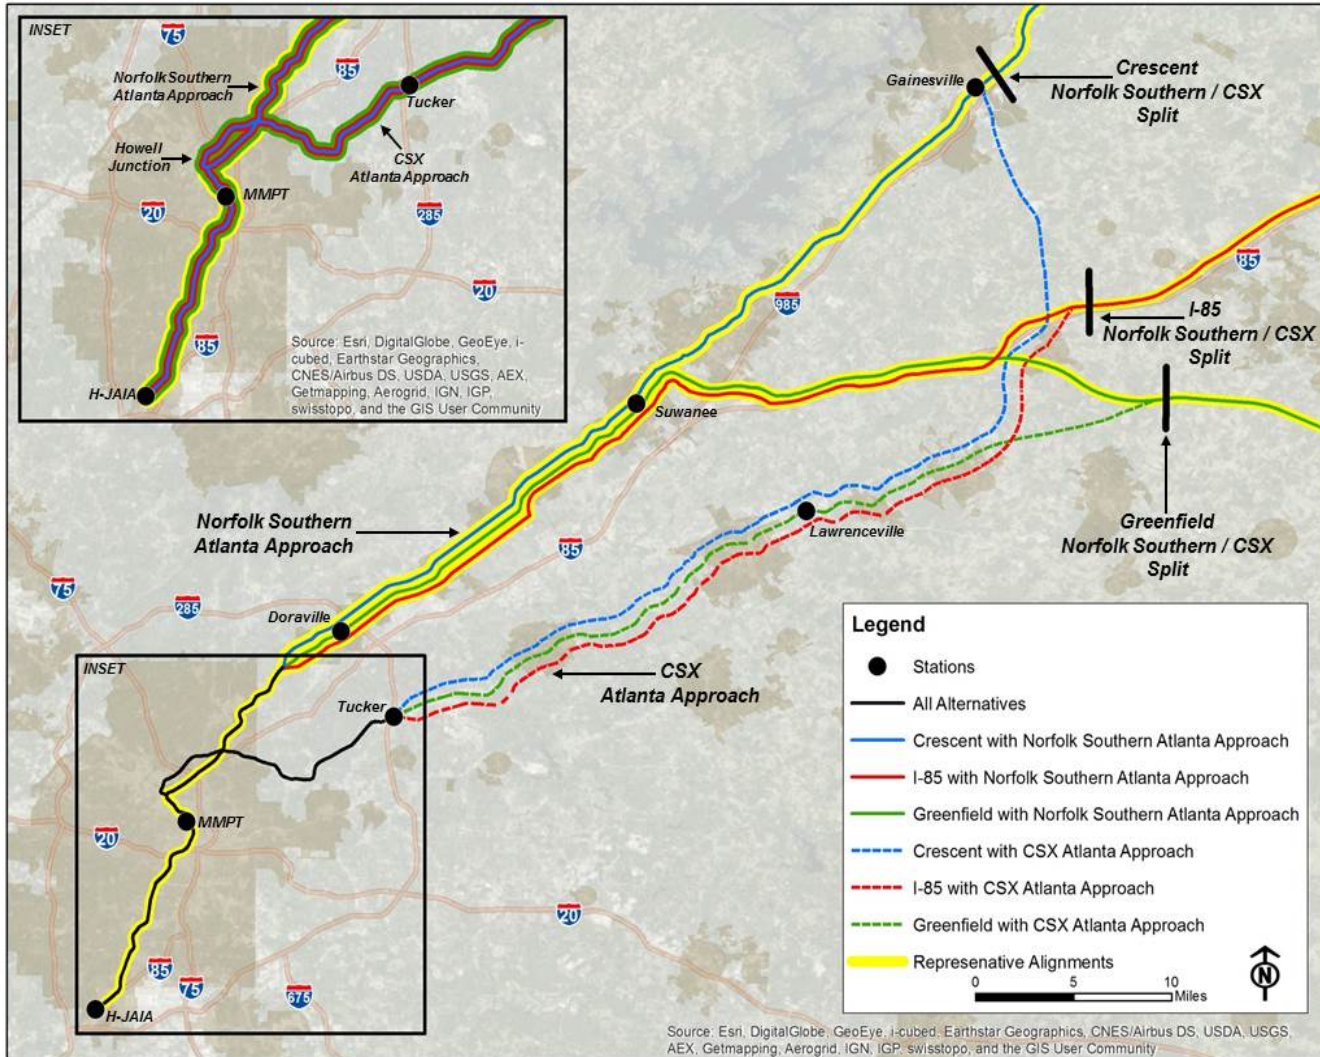 INSET
75
85
Norfolk Southern
Atlanta Approach
Tucker
Howell
Junction
CSX
Atlanta Approach
MMPT
20
285
20
85
H-JAIA
Source: Esri, DigitalGlobe, GeoEye, i-
cubed, Earthstar Geographics,
CNES/Airbus DS, USDA, USGS, AEX,
Getmapping, Aerogrid, IGN, IGP,
swisstopo, and the GIS User Community
Gainesville
Crescent
Norfolk Southern / CSX
Split
985
85
I-85
Norfolk Southern / CSX
Split
Suwanee
Norfolk Southern
Atlanta Approach
Lawrenceville
Greenfield
Norfolk Southern / CSX
Split
85
75
285
Doraville
INSET
Tucker
CSX
Atlanta Approach
MMPT
20
20
85
75
675
H-JAIA
Legend
Stations
All Alternatives
Crescent with Norfolk Southern Atlanta Approach
I-85 with Norfolk Southern Atlanta Approach
Greenfield with Norfolk Southern Atlanta Approach
Crescent with CSX Atlanta Approach
I-85 with CSX Atlanta Approach
Greenfield with CSX Atlanta Approach
Represenative Alignments
0 5 10
Miles
N
Source: Esri, DigitalGlobe, GeoEye, i-cubed, Earthstar Geographics, CNES/Airbus DS, USDA, USGS,
AEX, Getmapping, Aerogrid, IGN, IGP, swisstopo, and the GIS User Community